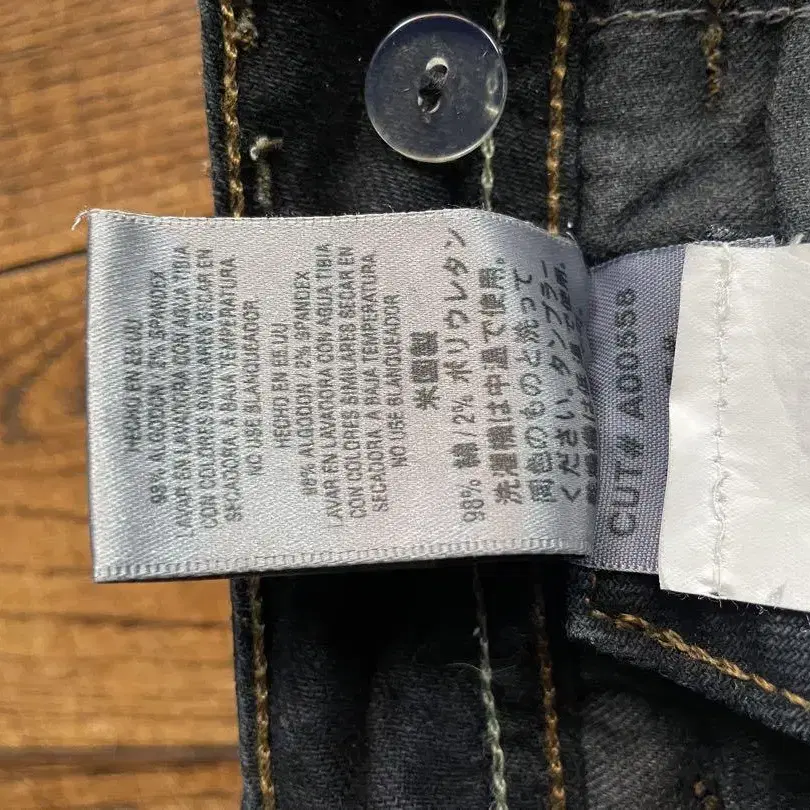 HECHO EN EE.UU
98% ALGODON / 2% SPANDEX
LAVAR EN LAVADORA CON AGUA TIBIA
CON COLORES SIMILARES SECAR EN
SECADORA A BAJA TEMPERATURA
NO USE BLANQUEADOR
HECHO EN EE.UU
98% ALGODON / 2% SPANDEX
LAVAR EN LAVADORA CON AGUA TIBIA
CON COLORES SIMILARES SECAR EN
SECADORA A BAJA TEMPERATURA
NO USE BLANQUEADOR
米国製
98% 綿 / 2% ポリウレタン
洗濯機は中温で使用。
同色のものと洗って
ください。タンブラー
CUT# A00558